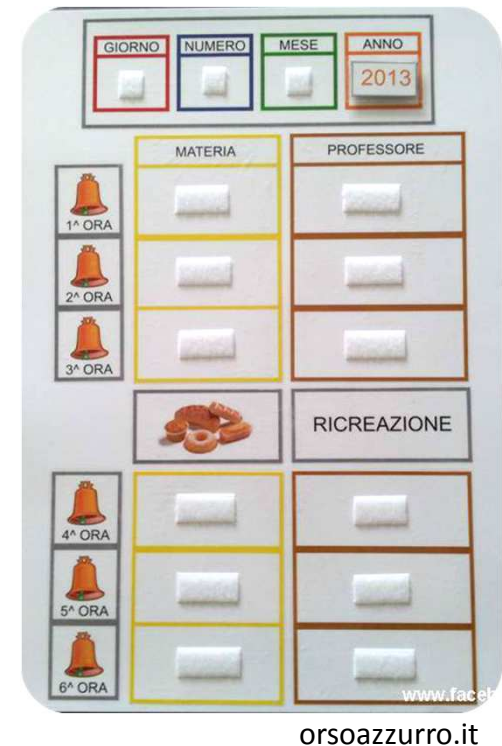 GIORNO NUMERO MESE ANNO
2013
MATERIA PROFESSORE
1^ ORA
2^ ORA
3^ ORA
RICREAZIONE
4^ ORA
5^ ORA
6^ ORA
www.faceb
orsoazzurro.it